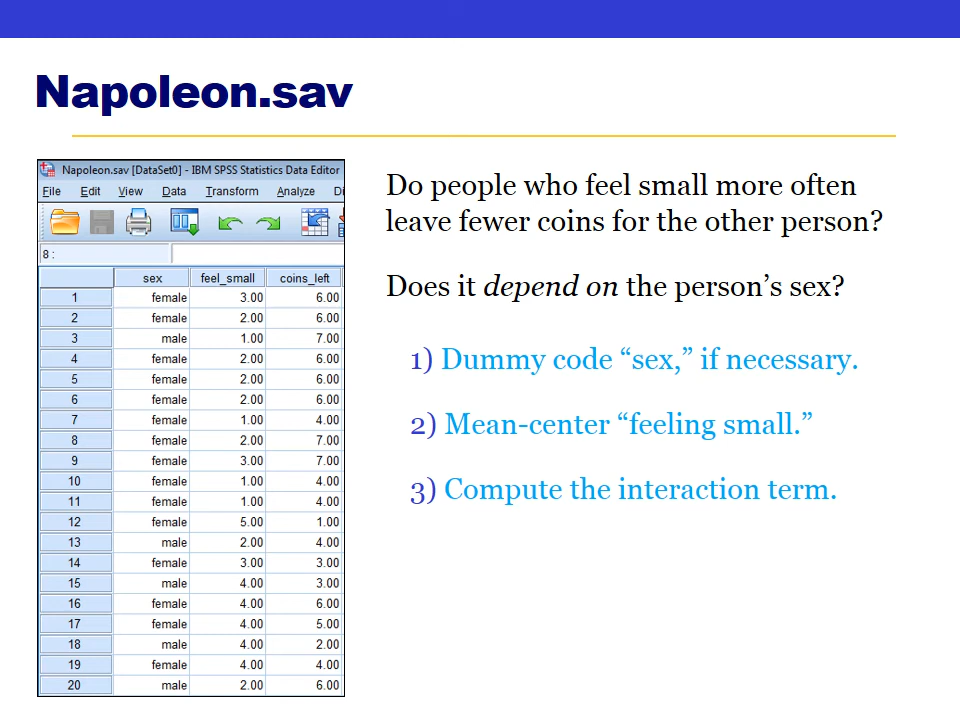 Napoleon.sav
Napoleon.sav [DataSet0] - IBM SPSS Statistics Data Editor
File Edit View Data Transform Analyze Di
8 :
sex feel_small coins_left
1 female 3.00 6.00
2 female 2.00 6.00
3 male 1.00 7.00
4 female 2.00 6.00
5 female 2.00 6.00
6 female 2.00 6.00
7 female 1.00 4.00
8 female 2.00 7.00
9 female 3.00 7.00
10 female 1.00 4.00
11 female 1.00 4.00
12 female 5.00 1.00
13 male 2.00 4.00
14 female 3.00 3.00
15 male 4.00 3.00
16 female 4.00 6.00
17 female 4.00 5.00
18 male 4.00 2.00
19 female 4.00 4.00
20 male 2.00 6.00
Do people who feel small more often
leave fewer coins for the other person?
Does it depend on the person’s sex?
1) Dummy code “sex,” if necessary.
2) Mean-center “feeling small.”
3) Compute the interaction term.